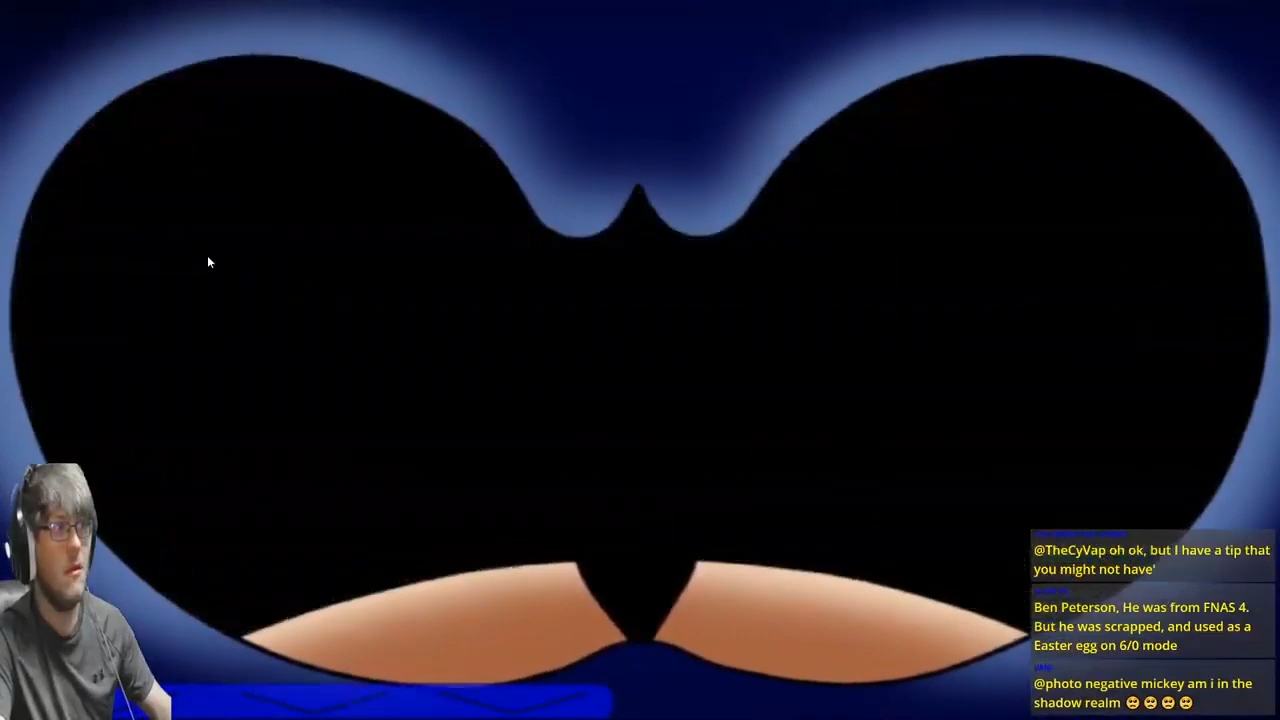 @TheCyVap oh ok, but I have a tip that
you might not have'
Ben Peterson, He was from FNAS 4.
But he was scrapped, and used as a
Easter egg on 6/0 mode
@photo negative mickey am i in the
shadow realm 🥺🥺🥺🥺